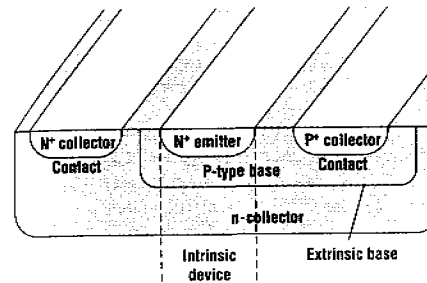 N+ collector
Contact
N+ emitter
P+ collector
Contact
P-type base
n-collector
Intrinsic
device
Extrinsic base